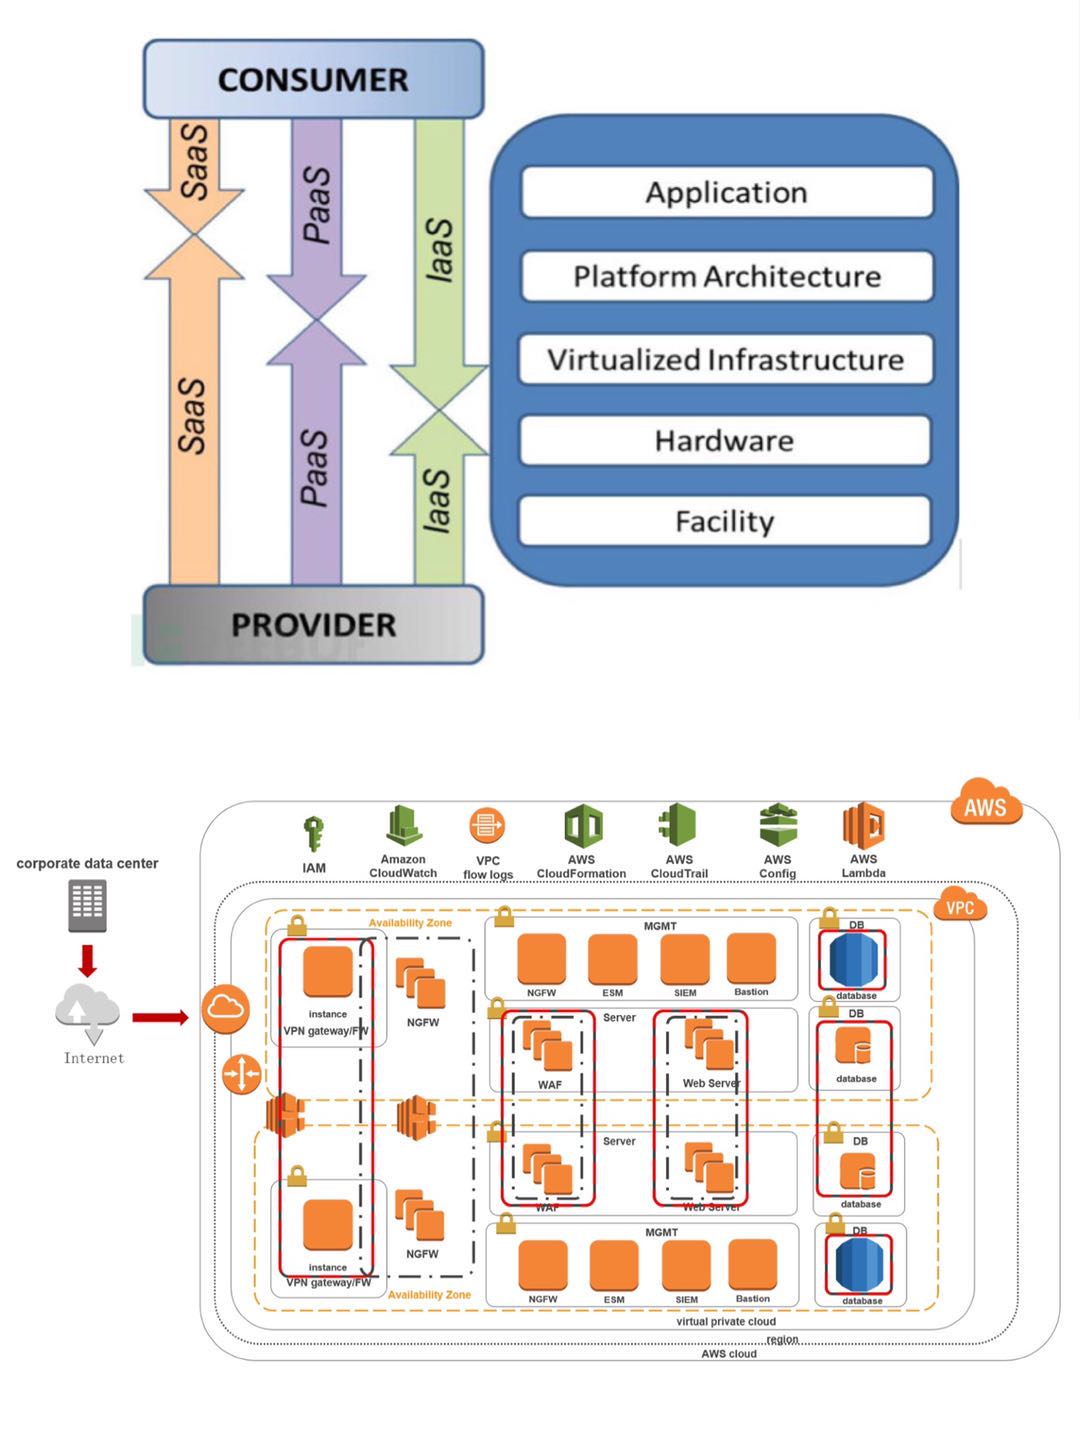 CONSUMER
SaaS
PaaS
IaaS
SaaS
PaaS
IaaS
Application
Platform Architecture
Virtualized Infrastructure
Hardware
Facility
PROVIDER
AWS
IAM
Amazon
CloudWatch
VPC
flow logs
AWS
CloudFormation
AWS
CloudTrail
AWS
Config
AWS
Lambda
corporate data center
Internet
VPC
Availability Zone
instance
VPN gateway/FW
NGFW
MGMT
NGFW
ESM
SIEM
Bastion
DB
database
Server
WAF
Web Server
DB
database
Server
WAF
Web Server
DB
database
instance
VPN gateway/FW
NGFW
Availability Zone
MGMT
NGFW
ESM
SIEM
Bastion
DB
database
virtual private cloud
region
AWS cloud